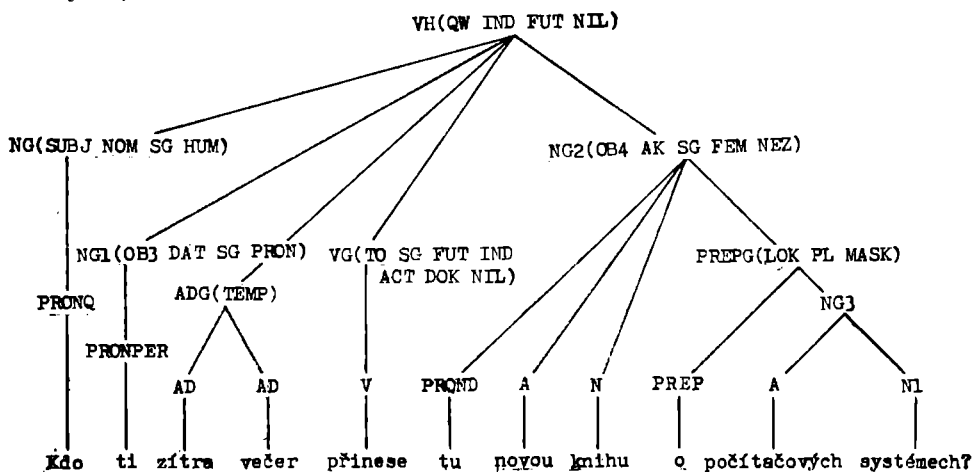 VH(QW IND FUT NIL)
NG(SUBJ NOM SG HUM)
NG2(OB4 AK SG FEM NEZ)
NG1(OB3 DAT SG PRON)
VG(TO SG FUT IND
ACT DOK NIL)
PREPG(LOK PL MASK)
ADG(TEMP)
PRONQ
NG3
PRONPER
AD AD V PROND A N PREP A N1
Kdo ti zítra večer přinese tu novou knihu o počítačových systémech?